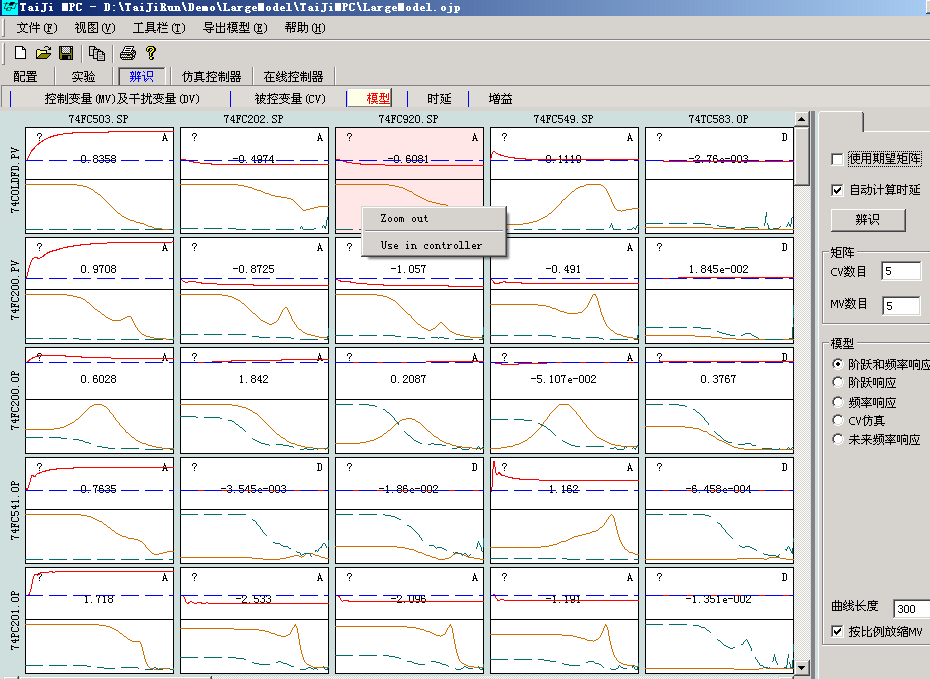 TaiJi MPC - D:\TaiJiRun\Demo\LargeModel\TaiJiMPC\LargeModel.ojp
文件(F) 视图(V) 工具栏(T) 导出模型(E) 帮助(H)
配置 实验 辨识 仿真控制器 在线控制器
控制变量(MV)及干扰变量(DV) 被控变量(CV) 模型 时延 增益
74FC503.SP 74FC202.SP 74FC920.SP 74FC549.SP 74TC583.OP
74COLDFD.PV
? A ? A ? A ? A ? D
0.8358 -0.4974 -0.6081 0.1119 -2.76e-003
Zoom out
Use in controller
74FC200.PV
? A ? A ? A ? A ? D
0.9708 -0.8725 -1.057 -0.491 1.845e-002
74FC200.OP
? A ? A ? A ? A ? D
0.6028 1.842 0.2087 -5.107e-002 0.3767
74FC541.OP
? A ? D ? D ? A ? D
0.7635 -3.545e-003 -1.86e-002 1.162 -6.458e-004
74PC201.OP
? A ? A ? A ? A ? D
1.718 -2.533 -2.096 -1.191 -1.351e-002
使用期望矩阵
自动计算时延
辨识
矩阵
CV数目 5
MV数目 5
模型
阶跃和频率响应
阶跃响应
频率响应
CV仿真
未来频率响应
曲线长度 300
按比例放缩MV